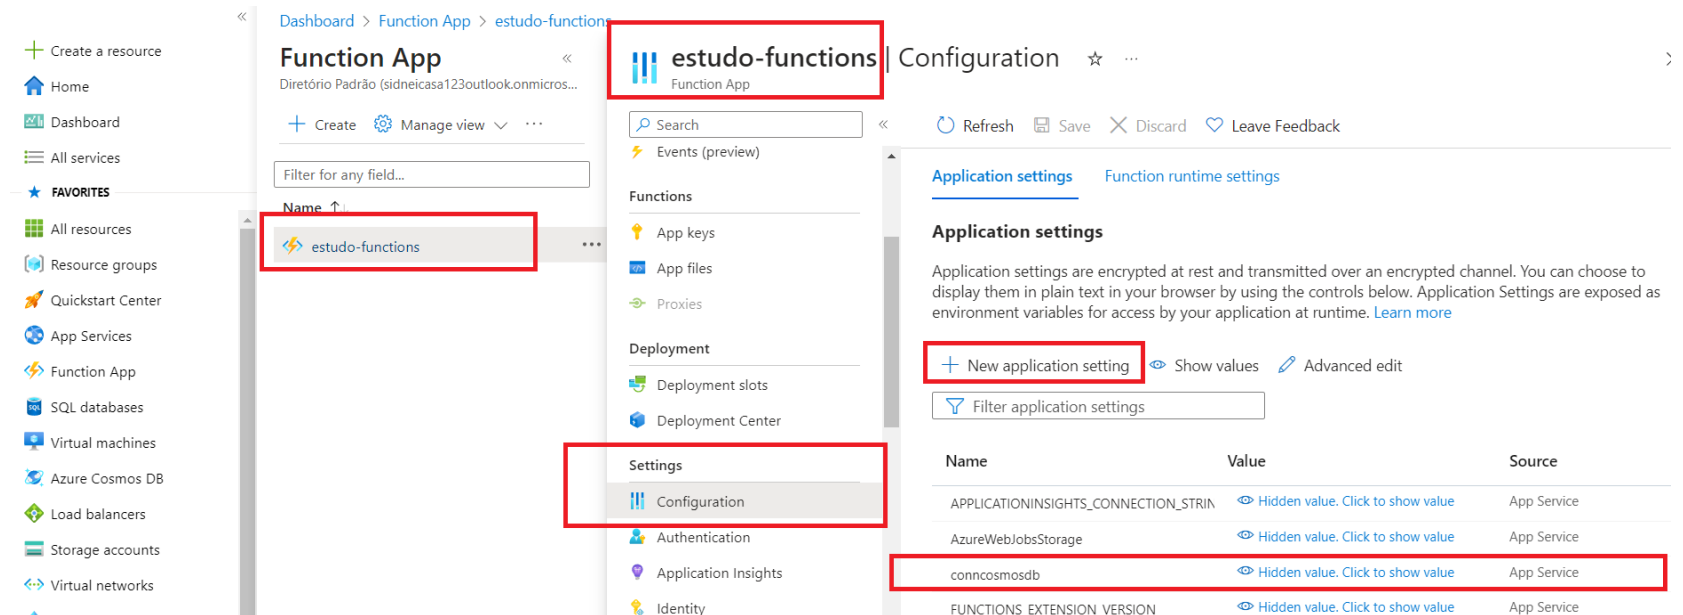 «
Create a resource
Home
Dashboard
All services
FAVORITES
All resources
Resource groups
Quickstart Center
App Services
Function App
SQL databases
Virtual machines
Azure Cosmos DB
Load balancers
Storage accounts
Virtual networks
Dashboard > Function App > estudo-functions
Function App «
Diretório Padrão (sidneicasa123outlook.onmicros...
+ Create Manage view ...
Filter for any field...
Name ↑↓
estudo-functions ...
estudo-functions | Configuration ☆ ...
Function App
Search «
Events (preview)
Functions
App keys
App files
Proxies
Deployment
Deployment slots
Deployment Center
Settings
Configuration
Authentication
Application Insights
Identity
Refresh Save Discard Leave Feedback
Application settings Function runtime settings
Application settings
Application settings are encrypted at rest and transmitted over an encrypted channel. You can choose to
display them in plain text in your browser by using the controls below. Application Settings are exposed as
environment variables for access by your application at runtime. Learn more
+ New application setting Show values Advanced edit
Filter application settings
Name Value Source
APPLICATIONINSIGHTS_CONNECTION_STRIN Hidden value. Click to show value App Service
AzureWebJobsStorage Hidden value. Click to show value App Service
conncosmosdb Hidden value. Click to show value App Service
FUNCTIONS_EXTENSION_VERSION Hidden value. Click to show value App Service